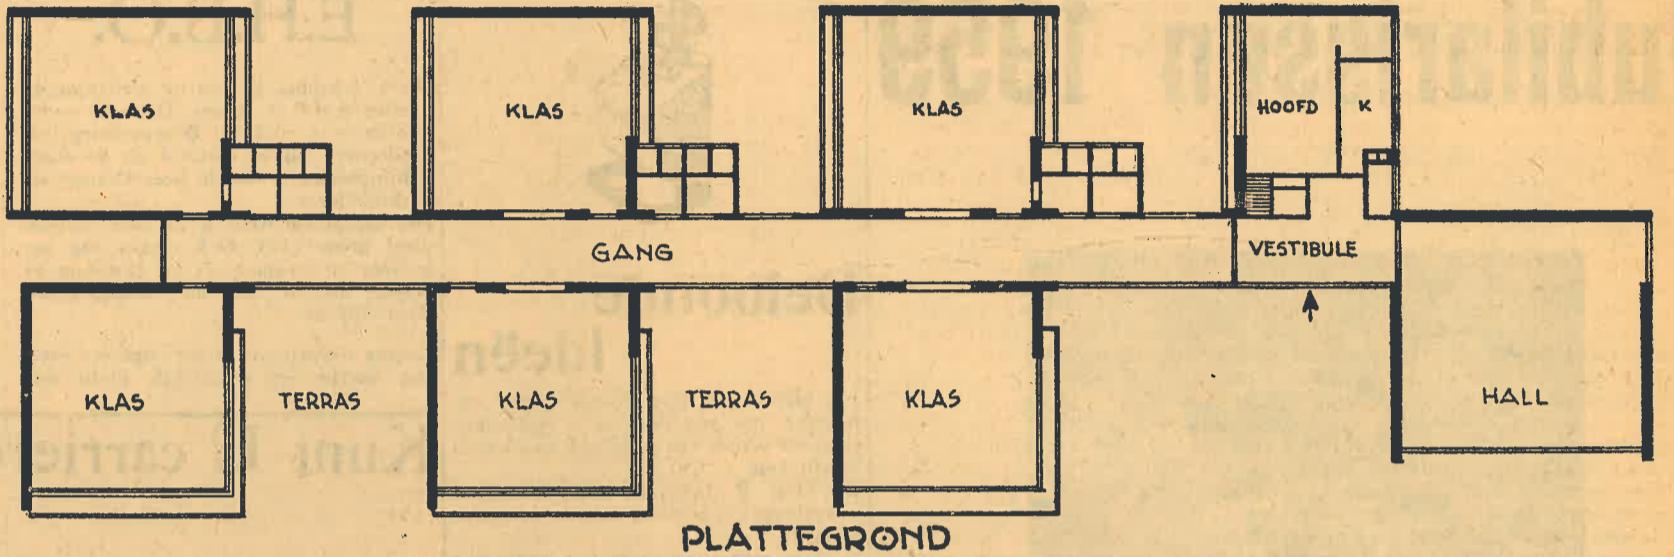 KLAS
KLAS
KLAS
HOOFD
K
GANG
VESTIBULE
KLAS
TERRAS
KLAS
TERRAS
KLAS
HALL
PLATTEGROND